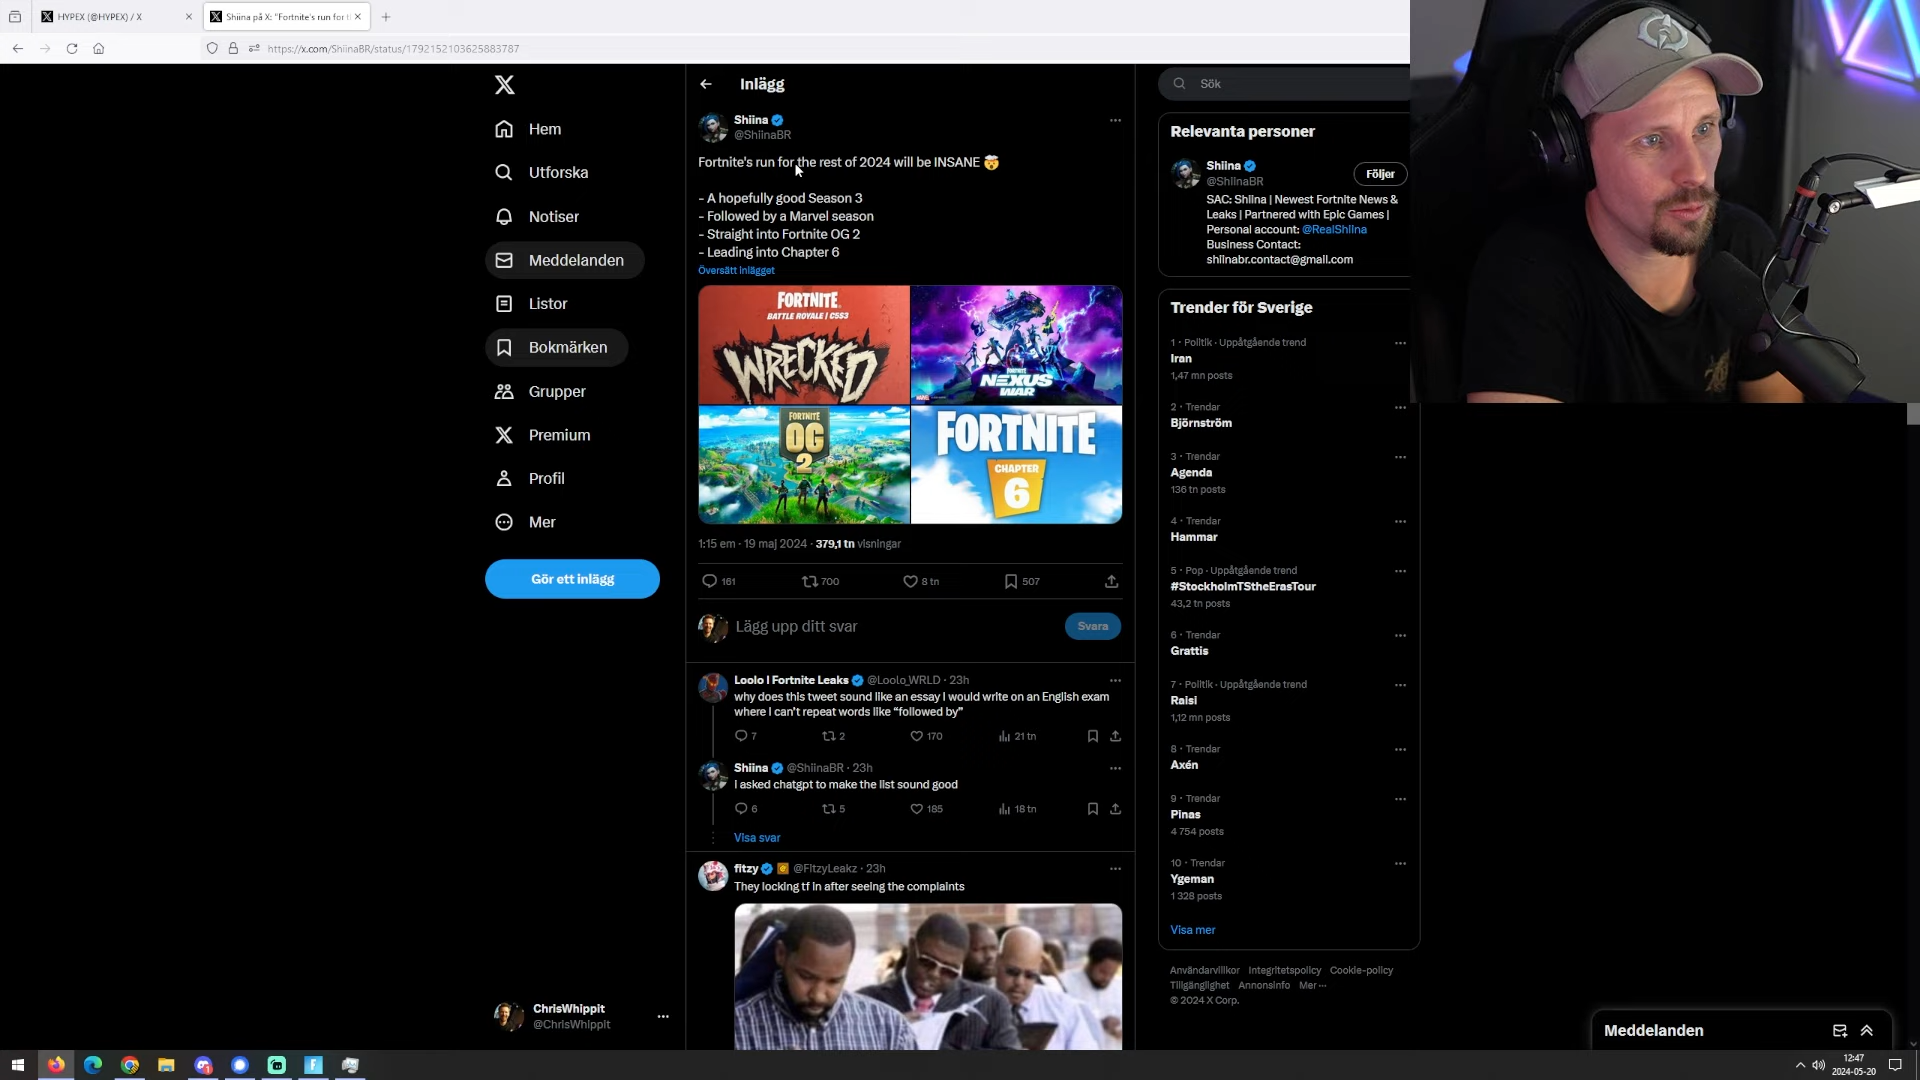 HYPEX (@HYPEX) / X
Shiina på X: "Fortnite's run for t
https://x.com/ShiinaBR/status/1792152103625883787
Hem
Utforska
Notiser
Meddelanden
Listor
Bokmärken
Grupper
Premium
Profil
Mer
Gör ett inlägg
ChrisWhippit
@ChrisWhippit
Inlägg
Shiina
@ShiinaBR
Fortnite's run for the rest of 2024 will be INSANE 🤯
- A hopefully good Season 3
- Followed by a Marvel season
- Straight into Fortnite OG 2
- Leading into Chapter 6
Översätt inlägget
FORTNITE
BATTLE ROYALE | C5S3
WRECKED
FORTNITE
NEXUS
WAR
MARVEL
FORTNITE
OG
2
FORTNITE
CHAPTER
6
1:15 em · 19 maj 2024 · 379,1 tn visningar
161 700 8 tn 507
Lägg upp ditt svar
Svara
Loolo | Fortnite Leaks @Loolo_WRLD · 23h
why does this tweet sound like an essay I would write on an English exam
where I can't repeat words like "followed by"
7 2 170 21 tn
Shiina @ShiinaBR · 23h
I asked chatgpt to make the list sound good
6 5 185 18 tn
Visa svar
fitzy @FitzyLeakz · 23h
They locking tf in after seeing the complaints
Sök
Relevanta personer
Shiina
@ShiinaBR
Följer
SAC: Shiina | Newest Fortnite News &
Leaks | Partnered with Epic Games |
Personal account: @RealShiina
Business Contact:
shiinabr.contact@gmail.com
Trender för Sverige
1 · Politik · Uppåtgående trend
Iran
1,47 mn posts
2 · Trendar
Björnström
3 · Trendar
Agenda
136 tn posts
4 · Trendar
Hammar
5 · Pop · Uppåtgående trend
#StockholmTStheErasTour
43,2 tn posts
6 · Trendar
Grattis
7 · Politik · Uppåtgående trend
Raisi
1,12 mn posts
8 · Trendar
Axén
9 · Trendar
Pinas
4 754 posts
10 · Trendar
Ygeman
1 328 posts
Visa mer
Användarvillkor Integritetspolicy Cookie-policy
Tillgänglighet Annonsinfo Mer ···
© 2024 X Corp.
Meddelanden
12:47
2024-05-20